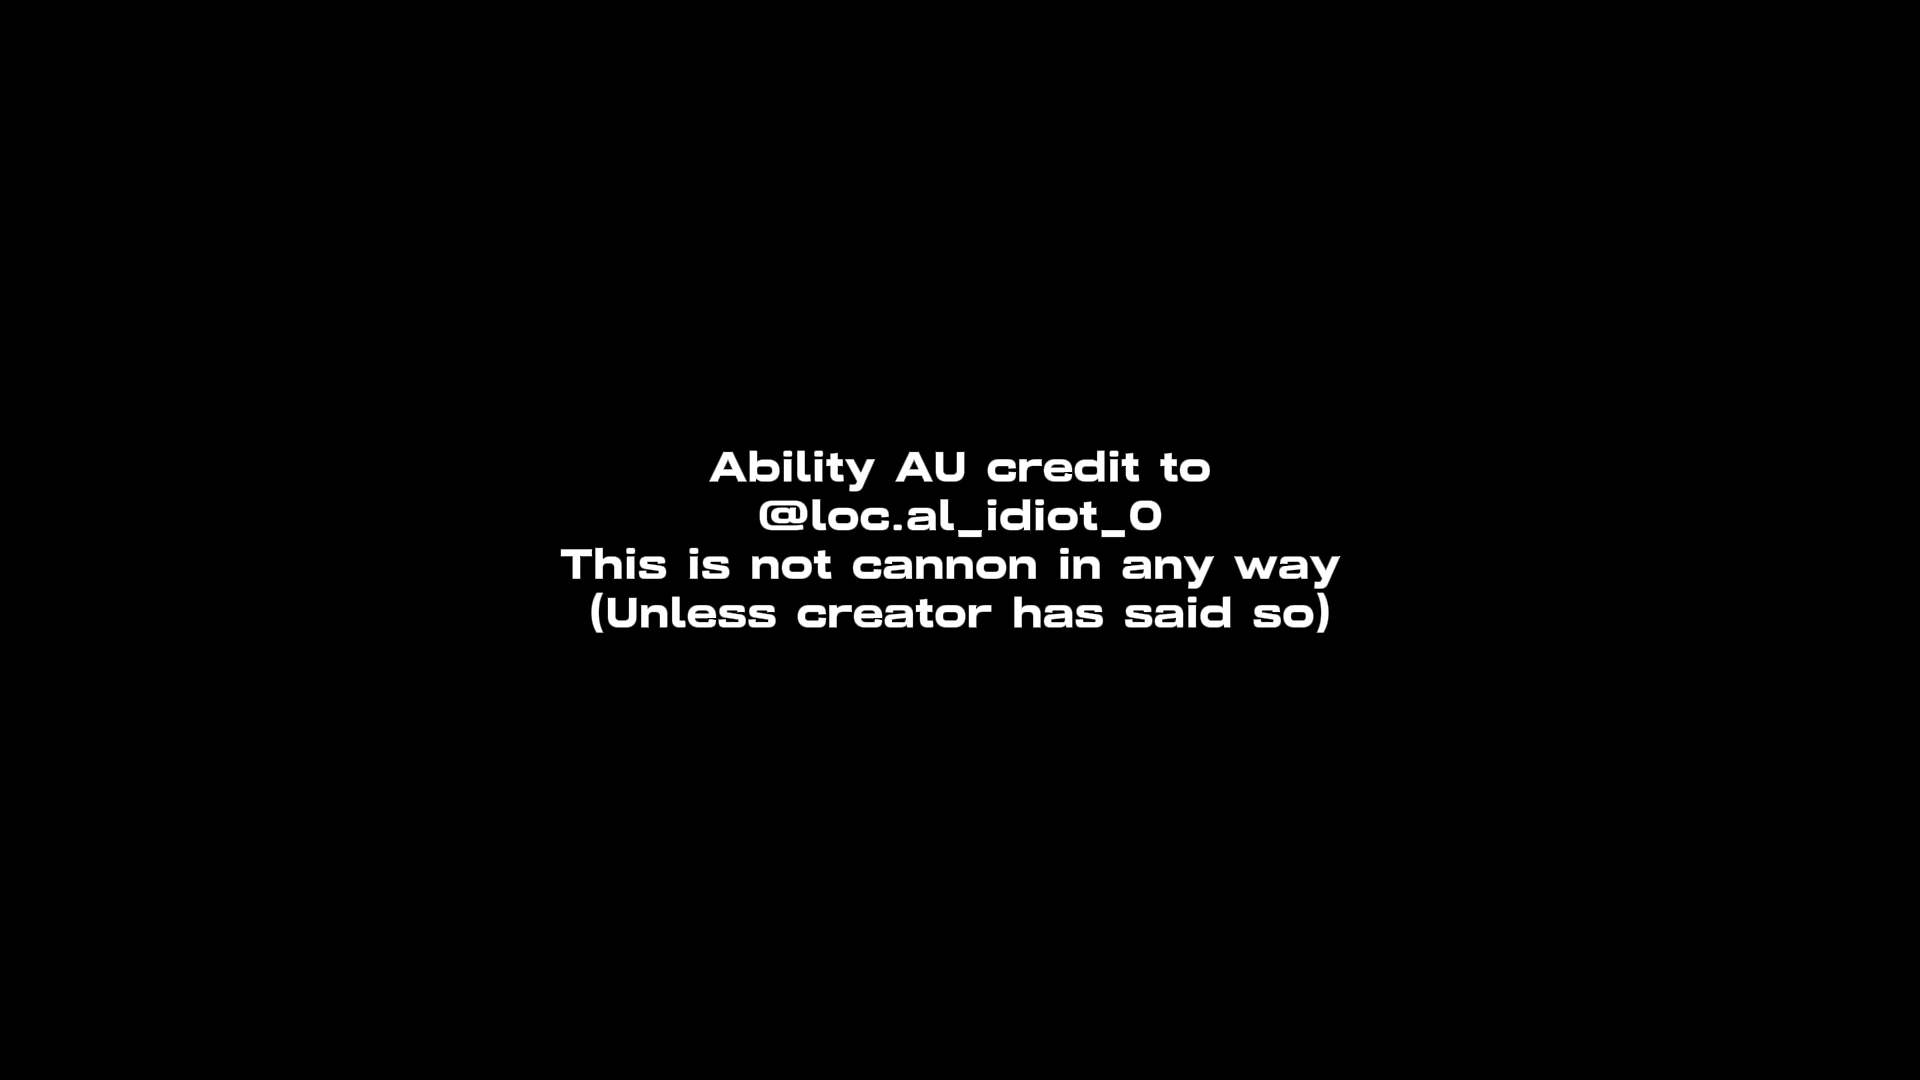 Ability AU credit to
@loc.al_idiot_0
This is not cannon in any way
(Unless creator has said so)